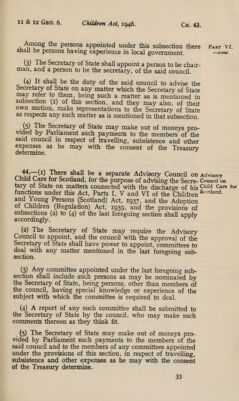 11 & 12 GEO. 6. Children Act, 1948. CH. 43.
Among the persons appointed under this subsection there
shall be persons having experience in local government.
PART VI.
—cont.
(3) The Secretary of State shall appoint a person to be chair-
man, and a person to be the secretary, of the said council.
(4) It shall be the duty of the said council to advise the
Secretary of State on any matter which the Secretary of State
may refer to them, being such a matter as is mentioned in
subsection (1) of this section, and they may also, of their
own motion, make representations to the Secretary of State
as respects any such matter as is mentioned in that subsection.
(5) The Secretary of State may make out of moneys pro-
vided by Parliament such payments to the members of the
said council in respect of travelling, subsistence and other
expenses as he may with the consent of the Treasury
determine.
44.—(1) There shall be a separate Advisory Council on
Child Care for Scotland, for the purpose of advising the Secre-
tary of State on matters connected with the discharge of his
functions under this Act, Parts I, V and VI of the Children
and Young Persons (Scotland) Act, 1937, and the Adoption
of Children (Regulation) Act, 1939, and the provisions of
subsections (2) to (4) of the last foregoing section shall apply
accordingly.
Advisory
Council on
Child Care for
Scotland.
(2) The Secretary of State may require the Advisory
Council to appoint, and the council with the approval of the
Secretary of State shall have power to appoint, committees to
deal with any matter mentioned in the last foregoing sub-
section.
(3) Any committee appointed under the last foregoing sub-
section shall include such persons as may be nominated by
the Secretary of State, being persons, other than members of
the council, having special knowledge or experience of the
subject with which the committee is required to deal.
(4) A report of any such committee shall be submitted to
the Secretary of State by the council, who may make such
comments thereon as they think fit.
(5) The Secretary of State may make out of moneys pro-
vided by Parliament such payments to the members of the
said council and to the members of any committees appointed
under the provisions of this section, in respect of travelling,
subsistence and other expenses as he may with the consent
of the Treasury determine.
33